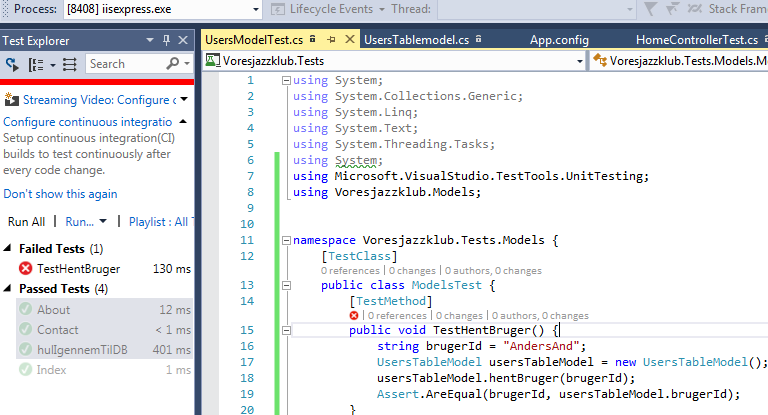 Process: [8408] iisexpress.exe Lifecycle Events Thread: Stack Fram
Test Explorer
Search
Streaming Video: Configure c
Configure continuous integratio
Setup continuous integration(CI)
builds to test continuously after
every code change.
Don't show this again
Run All Run... Playlist : All T
Failed Tests (1)
TestHentBruger 130 ms
Passed Tests (4)
About 12 ms
Contact < 1 ms
hulIgennemTilDB 401 ms
Index < 1 ms
UsersModelTest.cs UsersTablemodel.cs App.config HomeControllerTest.cs
Voresjazzklub.Tests Voresjazzklub.Tests.Models.M
1 using System;
2 using System.Collections.Generic;
3 using System.Linq;
4 using System.Text;
5 using System.Threading.Tasks;
6 using System;
7 using Microsoft.VisualStudio.TestTools.UnitTesting;
8 using Voresjazzklub.Models;
9
10
11 namespace Voresjazzklub.Tests.Models {
12 [TestClass]
0 references | 0 changes | 0 authors, 0 changes
13 public class ModelsTest {
14 [TestMethod]
| 0 references | 0 changes | 0 authors, 0 changes
15 public void TestHentBruger() {
16 string brugerId = "AndersAnd";
17 UsersTableModel usersTableModel = new UsersTableModel();
18 usersTableModel.hentBruger(brugerId);
19 Assert.AreEqual(brugerId, usersTableModel.brugerId);
20 }